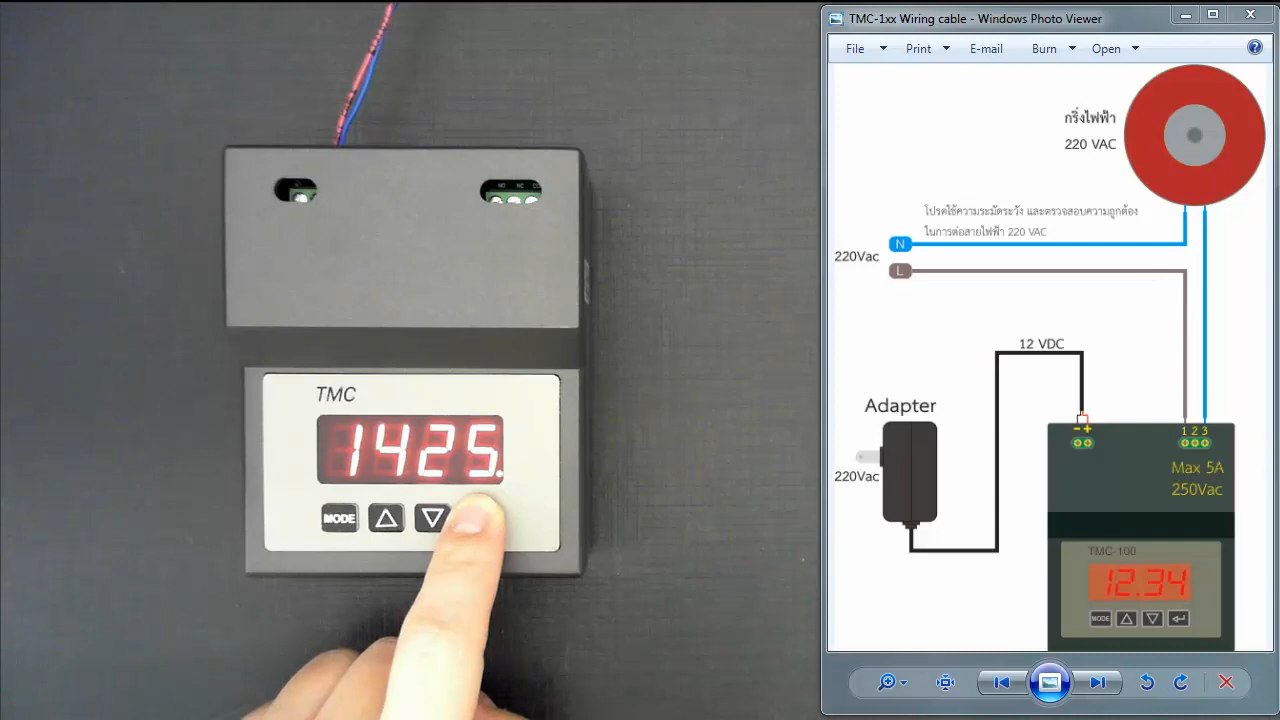 NO NC
TMC
1425.
MODE
TMC-1xx Wiring cable - Windows Photo Viewer
File Print E-mail Burn Open
กริ่งไฟฟ้า
220 VAC
โปรดใช้ความระมัดระวัง และตรวจสอบความถูกต้อง
ในการต่อสายไฟฟ้า 220 VAC
N
220Vac
L
12 VDC
Adapter
220Vac
- +
1 2 3
Max 5A
250Vac
TMC-100
12.34
MODE